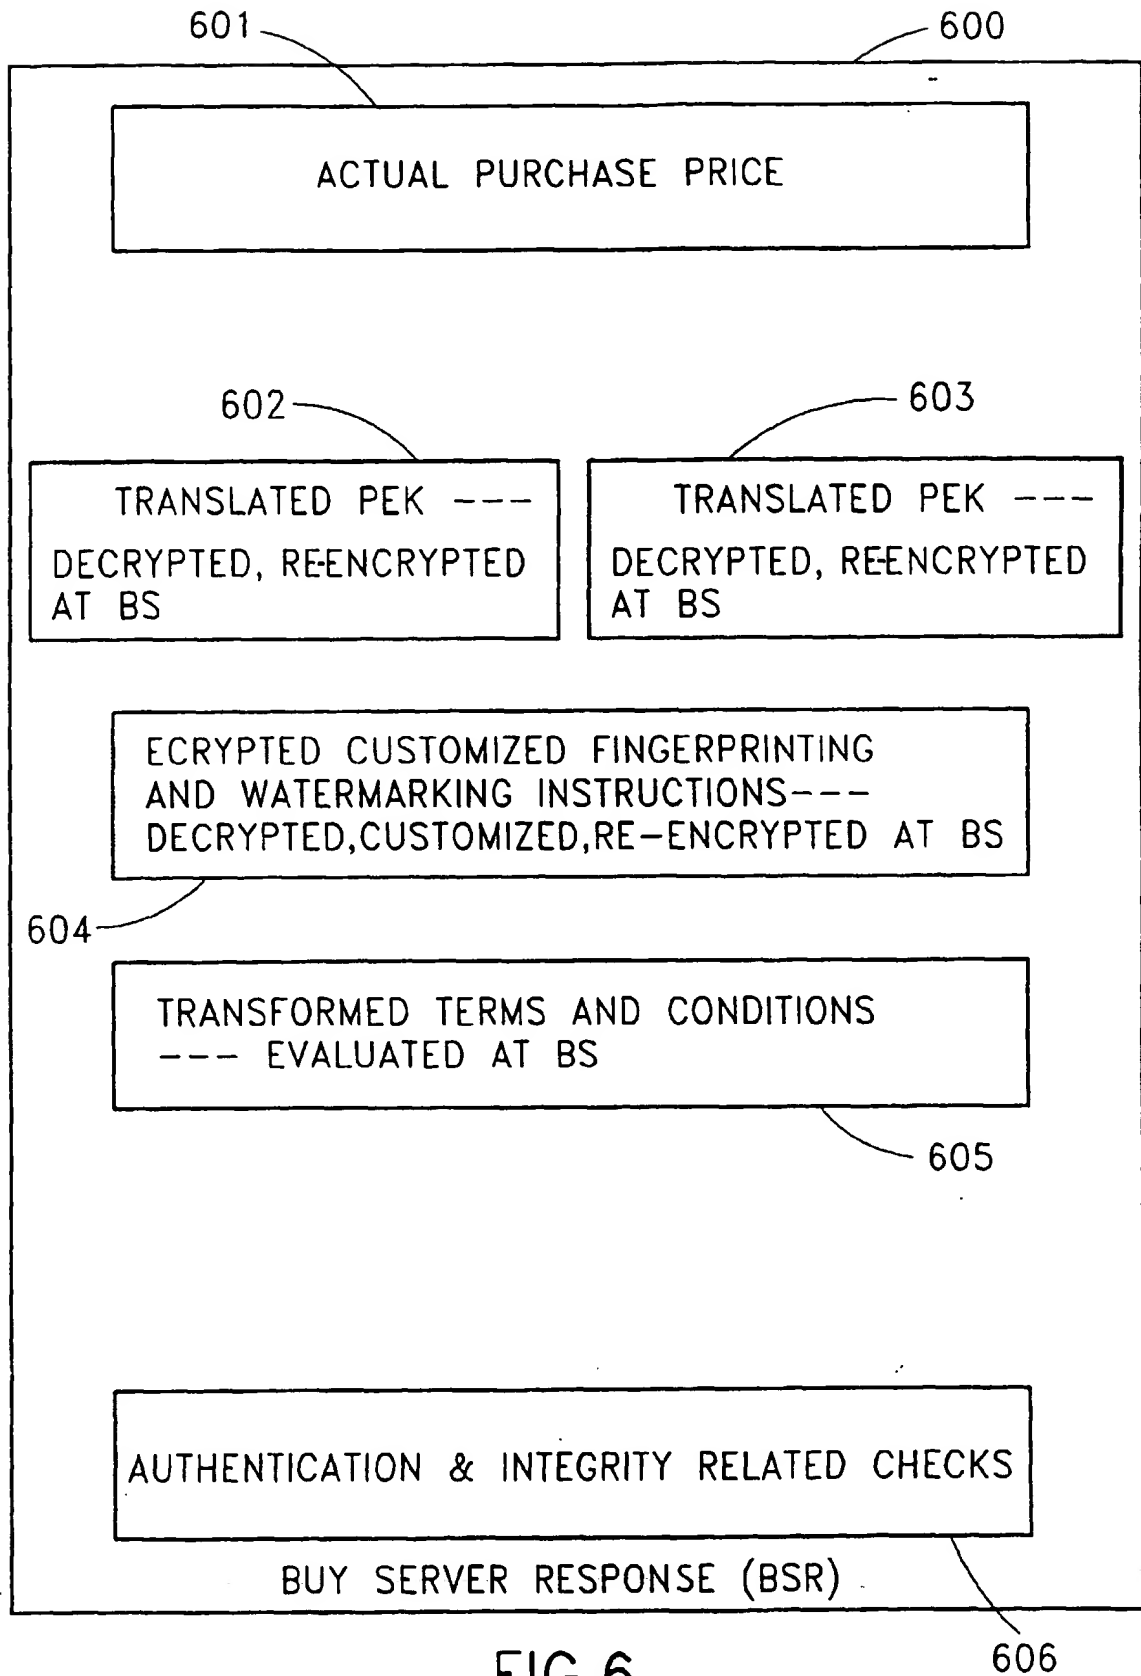 601
600
ACTUAL PURCHASE PRICE
602
603
TRANSLATED PEK ---
DECRYPTED, RE-ENCRYPTED
AT BS
TRANSLATED PEK ---
DECRYPTED, RE-ENCRYPTED
AT BS
ECRYPTED CUSTOMIZED FINGERPRINTING
AND WATERMARKING INSTRUCTIONS---
DECRYPTED,CUSTOMIZED,RE-ENCRYPTED AT BS
604
TRANSFORMED TERMS AND CONDITIONS
--- EVALUATED AT BS
605
AUTHENTICATION & INTEGRITY RELATED CHECKS
BUY SERVER RESPONSE (BSR)
606
FIG.6